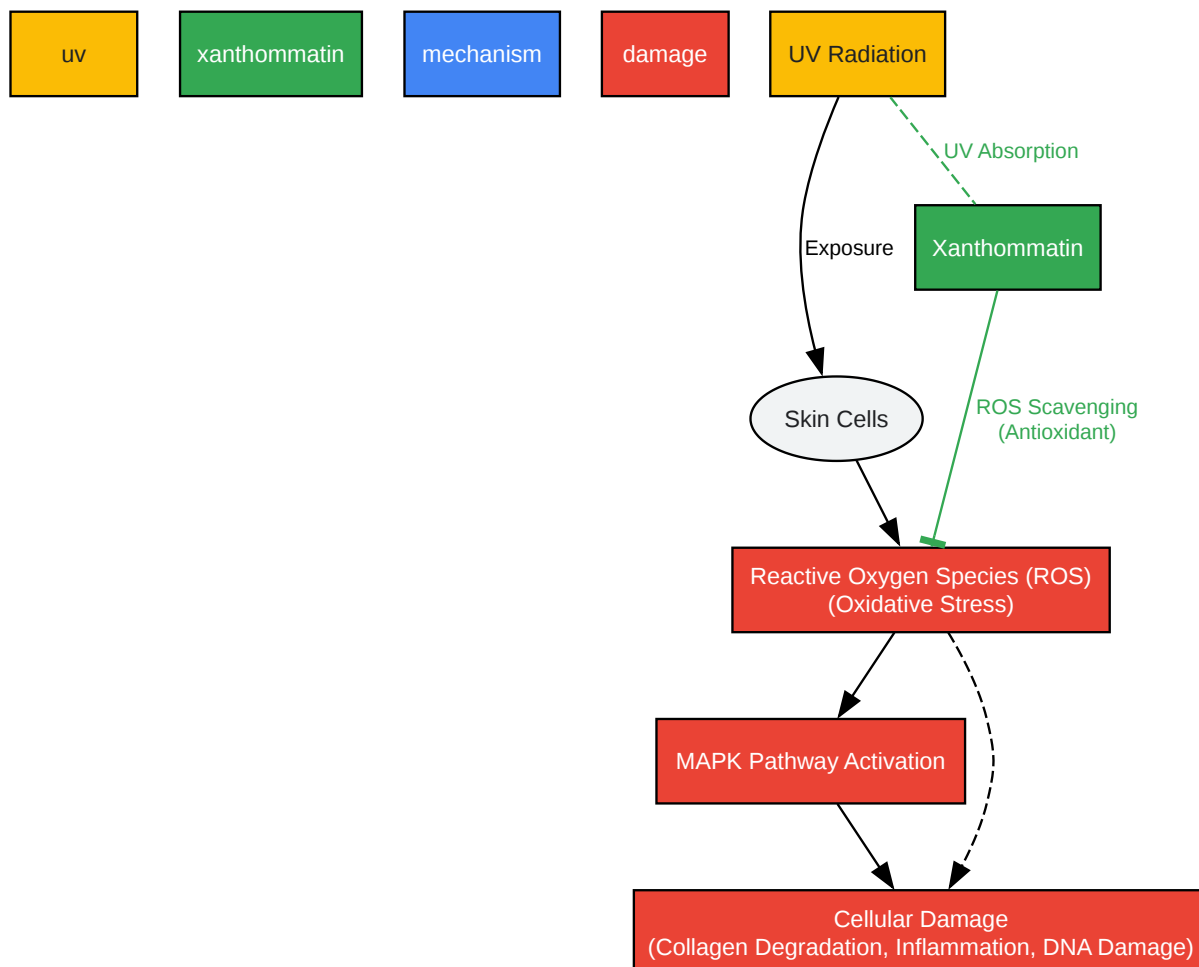 uv
xanthommatin
mechanism
damage
UV Radiation
UV Absorption
Exposure
Xanthommatin
Skin Cells
ROS Scavenging
(Antioxidant)
Reactive Oxygen Species (ROS)
(Oxidative Stress)
MAPK Pathway Activation
Cellular Damage
(Collagen Degradation, Inflammation, DNA Damage)